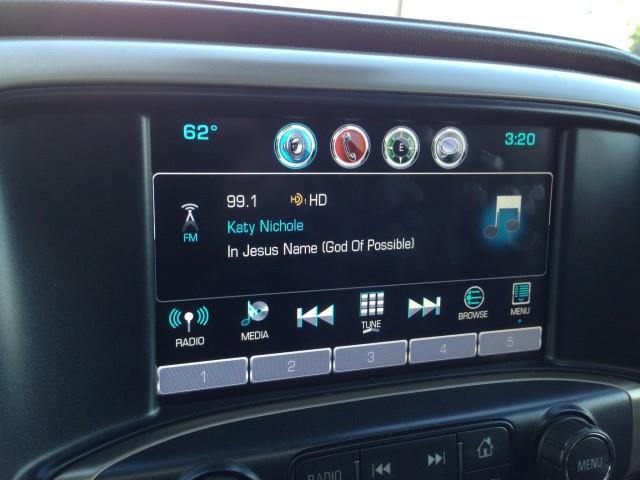 62°
E
3:20
99.1 HD1 HD
FM
Katy Nichole
In Jesus Name (God Of Possible)
RADIO
MEDIA
TUNE
BROWSE
MENU
1 2 3 4 5
RADIO
MENU